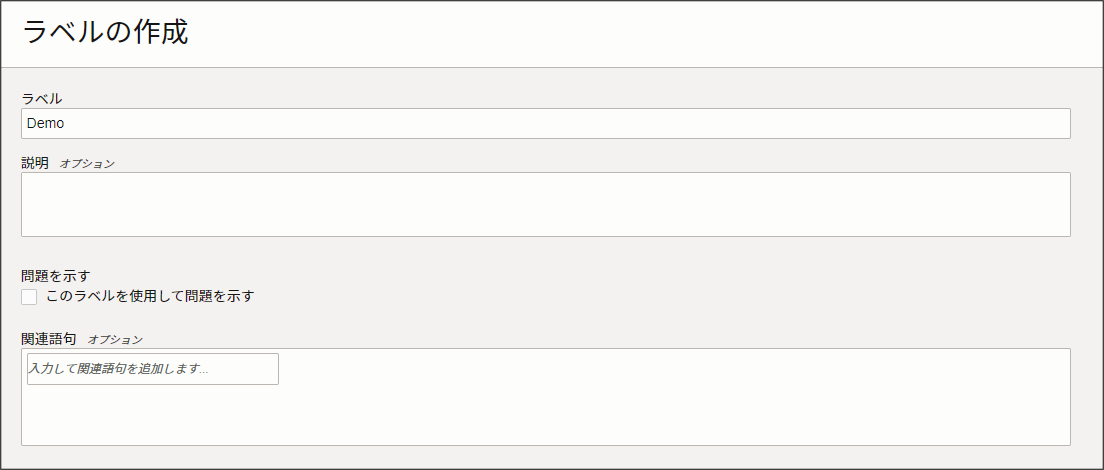 ラベルの作成
ラベル
Demo
説明 オプション
問題を示す
このラベルを使用して問題を示す
関連語句 オプション
入力して関連語句を追加します...